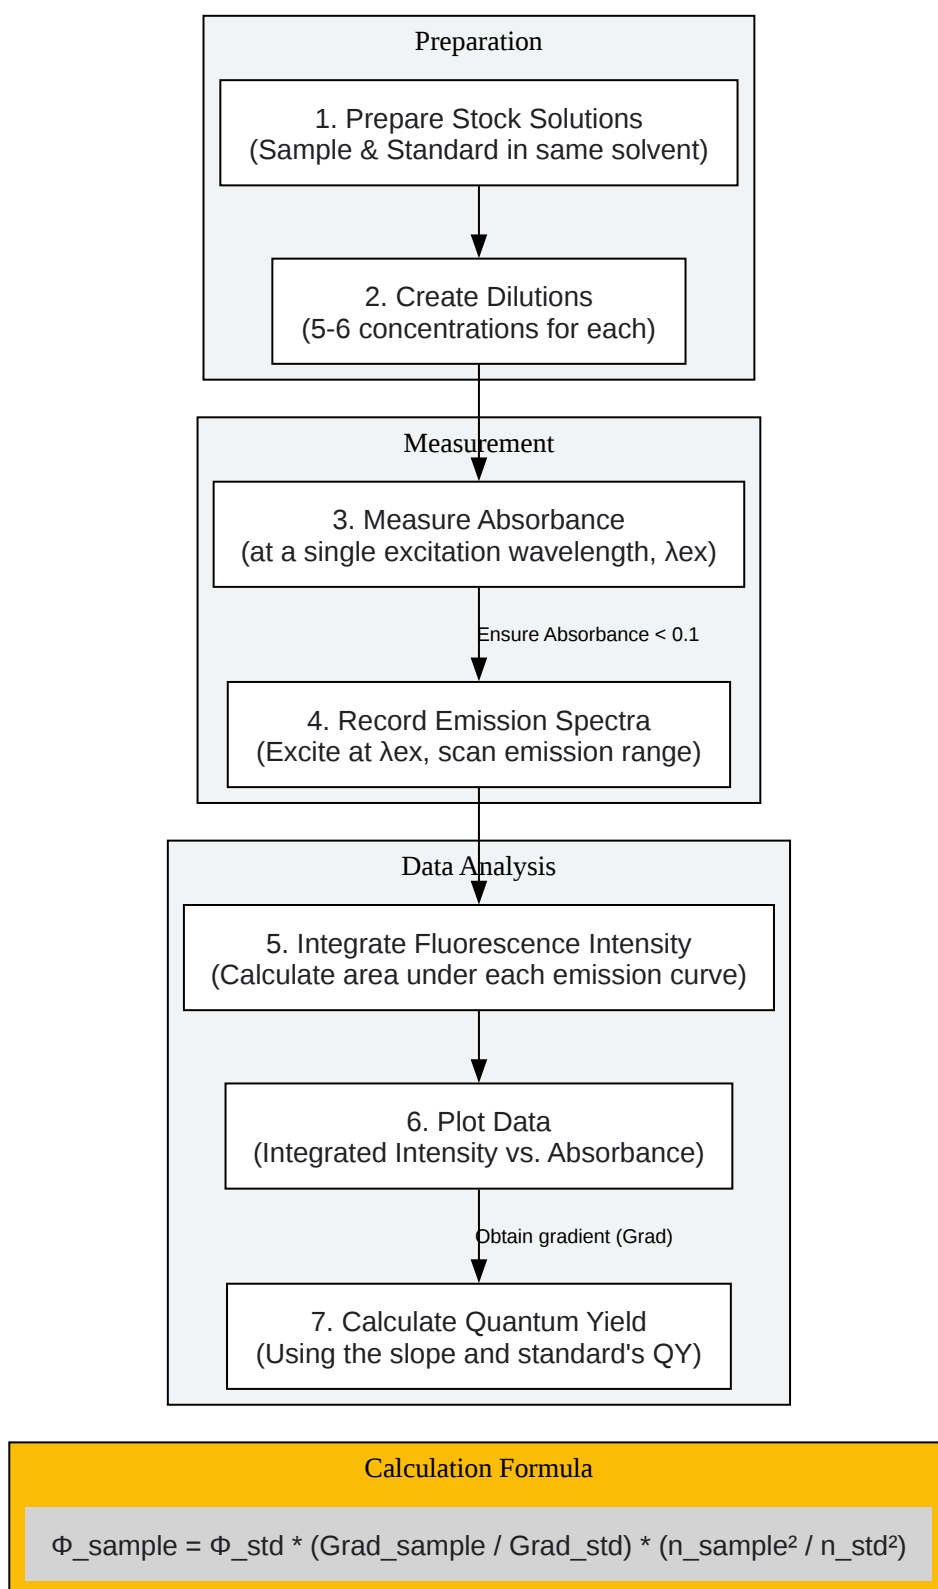 Preparation
1. Prepare Stock Solutions
(Sample & Standard in same solvent)
2. Create Dilutions
(5-6 concentrations for each)
Measurement
3. Measure Absorbance
(at a single excitation wavelength, λex)
Ensure Absorbance < 0.1
4. Record Emission Spectra
(Excite at λex, scan emission range)
Data Analysis
5. Integrate Fluorescence Intensity
(Calculate area under each emission curve)
6. Plot Data
(Integrated Intensity vs. Absorbance)
Obtain gradient (Grad)
7. Calculate Quantum Yield
(Using the slope and standard's QY)
Calculation Formula
Φ_sample = Φ_std * (Grad_sample / Grad_std) * (n_sample² / n_std²)